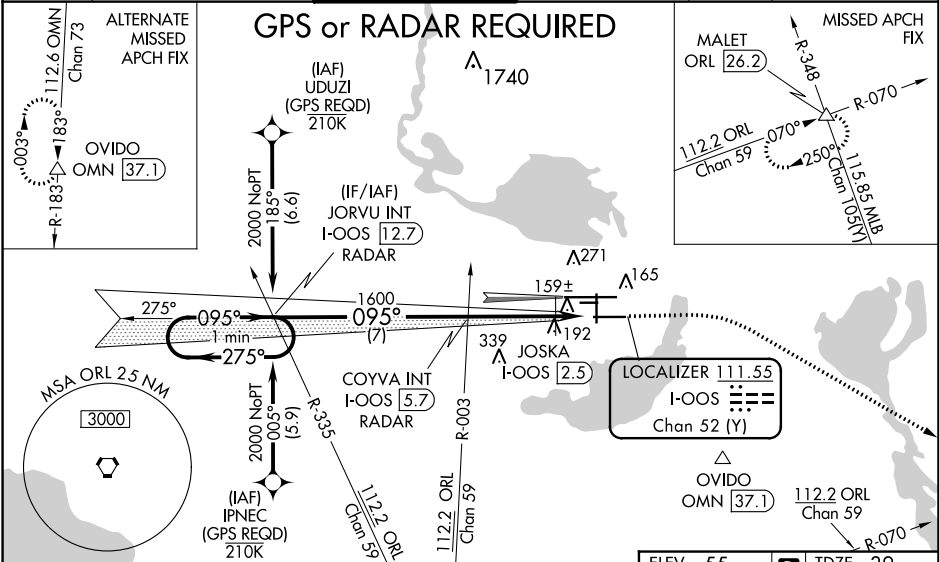 GPS or RADAR REQUIRED
ALTERNATE
MISSED
APCH FIX
112.6 OMN
Chan 73
003°
183°
OVIDO
OMN 37.1
R-183
1740
MISSED APCH
FIX
MALET
ORL 26.2
R-348
R-070
112.2 ORL
Chan 59
070°
250°
115.85 MLB
Chan 105(Y)
(IAF)
UDUZI
(GPS REQD)
210K
2000 NoPT
185°
(6.6)
(IF/IAF)
JORVU INT
I-OOS 12.7
RADAR
271
165
159±
275°
095°
1 min
275°
1600
095°
(7)
192
339
JOSKA
I-OOS 2.5
COYVA INT
I-OOS 5.7
RADAR
LOCALIZER 111.55
I-OOS
Chan 52 (Y)
MSA ORL 25 NM
3000
2000 NoPT
005°
(5.9)
R-335
R-003
(IAF)
IPNEC
(GPS REQD)
210K
112.2 ORL
Chan 59
112.2 ORL
Chan 59
OVIDO
OMN 37.1
112.2 ORL
Chan 59
R-070